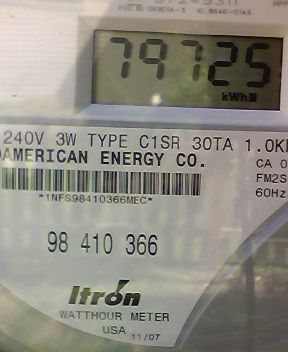 79725
kWh
240V 3W TYPE C1SR 30TA 1.0
AMERICAN ENERGY CO.
CA 0
FM2S
60Hz
*1NFS98410366MEC*
98 410 366
Itron
WATTHOUR METER
USA 11/07